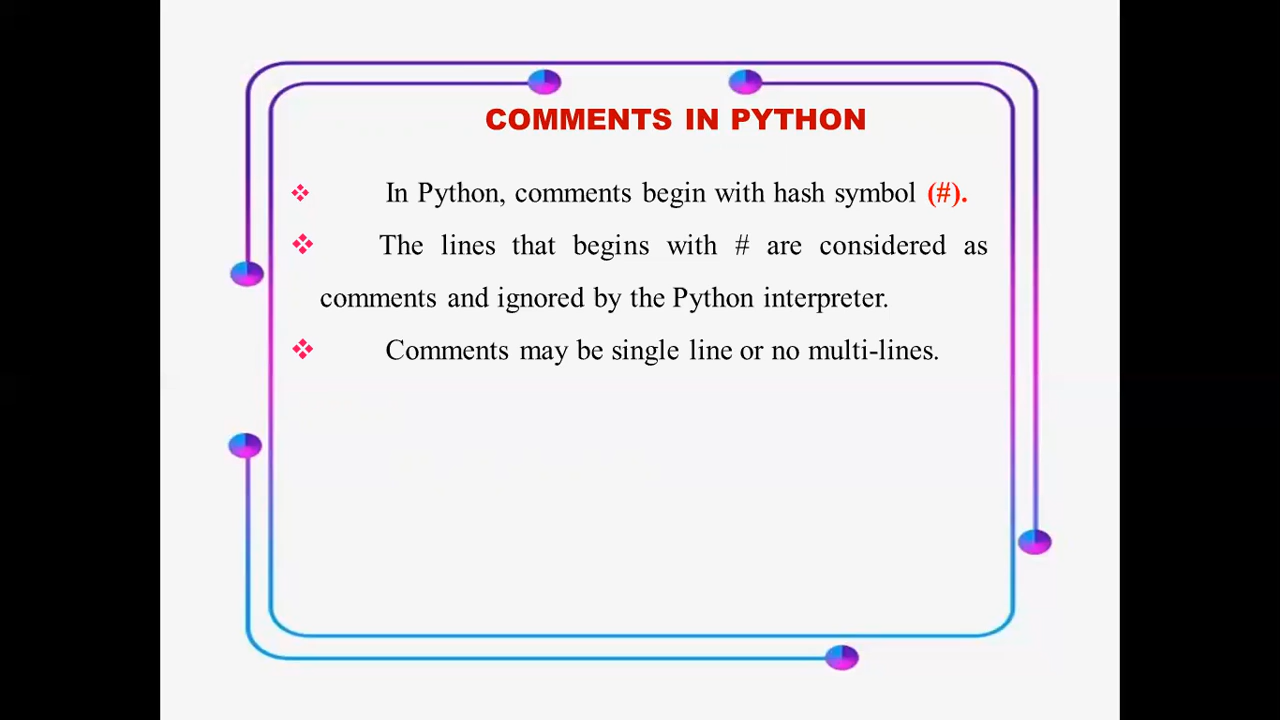 COMMENTS IN PYTHON
❖ In Python, comments begin with hash symbol (#).
❖ The lines that begins with # are considered as
comments and ignored by the Python interpreter.
❖ Comments may be single line or no multi-lines.